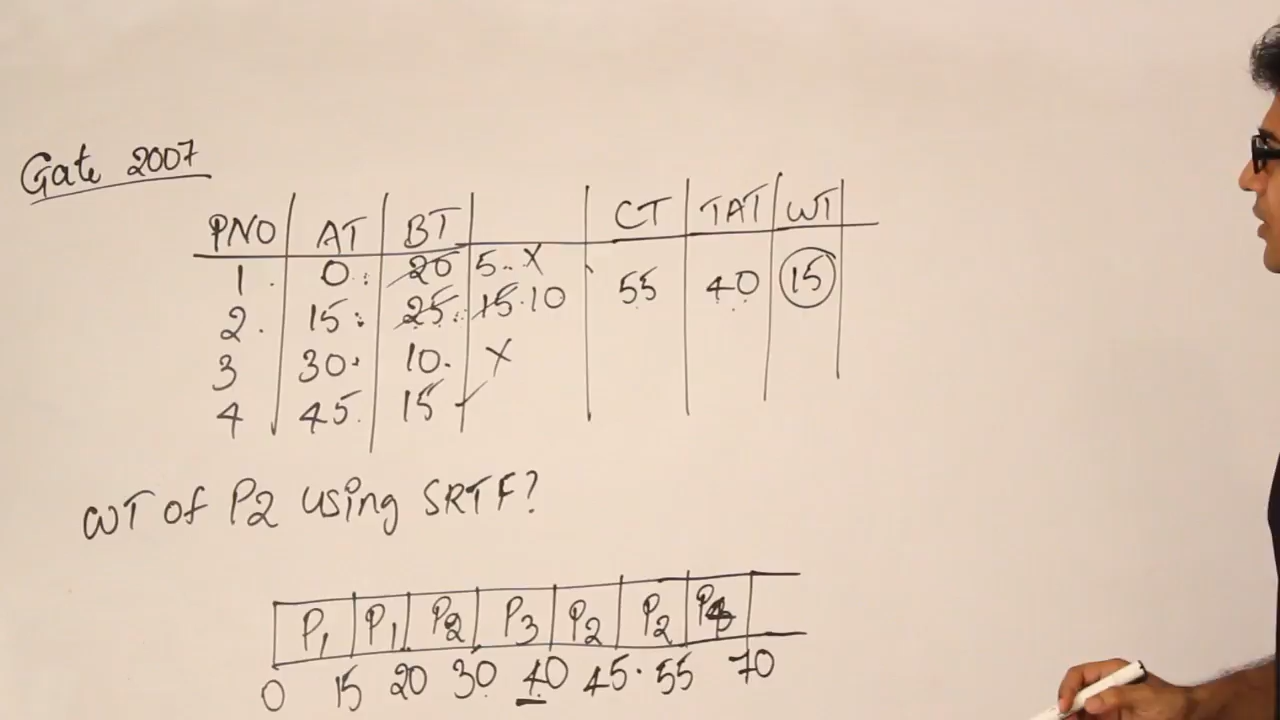 Gate 2007
PNO AT BT CT TAT WT
1 0 20 5 x 55 40 15
2 15 25 15 10
3 30 10 x
4 45 15
WT of P2 using SRTF?
P1 P1 P2 P3 P2 P2 P4
0 15 20 30 40 45 55 70